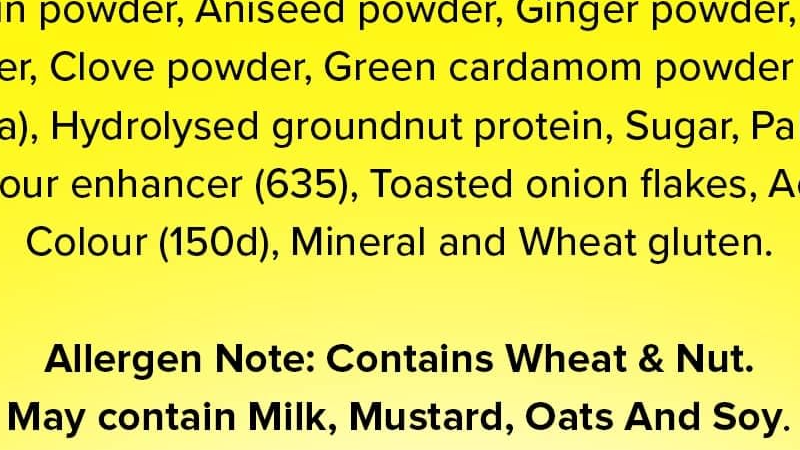 in powder, Aniseed powder, Ginger powder,
er, Clove powder, Green cardamom powder
a), Hydrolysed groundnut protein, Sugar, Pa
our enhancer (635), Toasted onion flakes, A
Colour (150d), Mineral and Wheat gluten.
Allergen Note: Contains Wheat & Nut.
May contain Milk, Mustard, Oats And Soy.